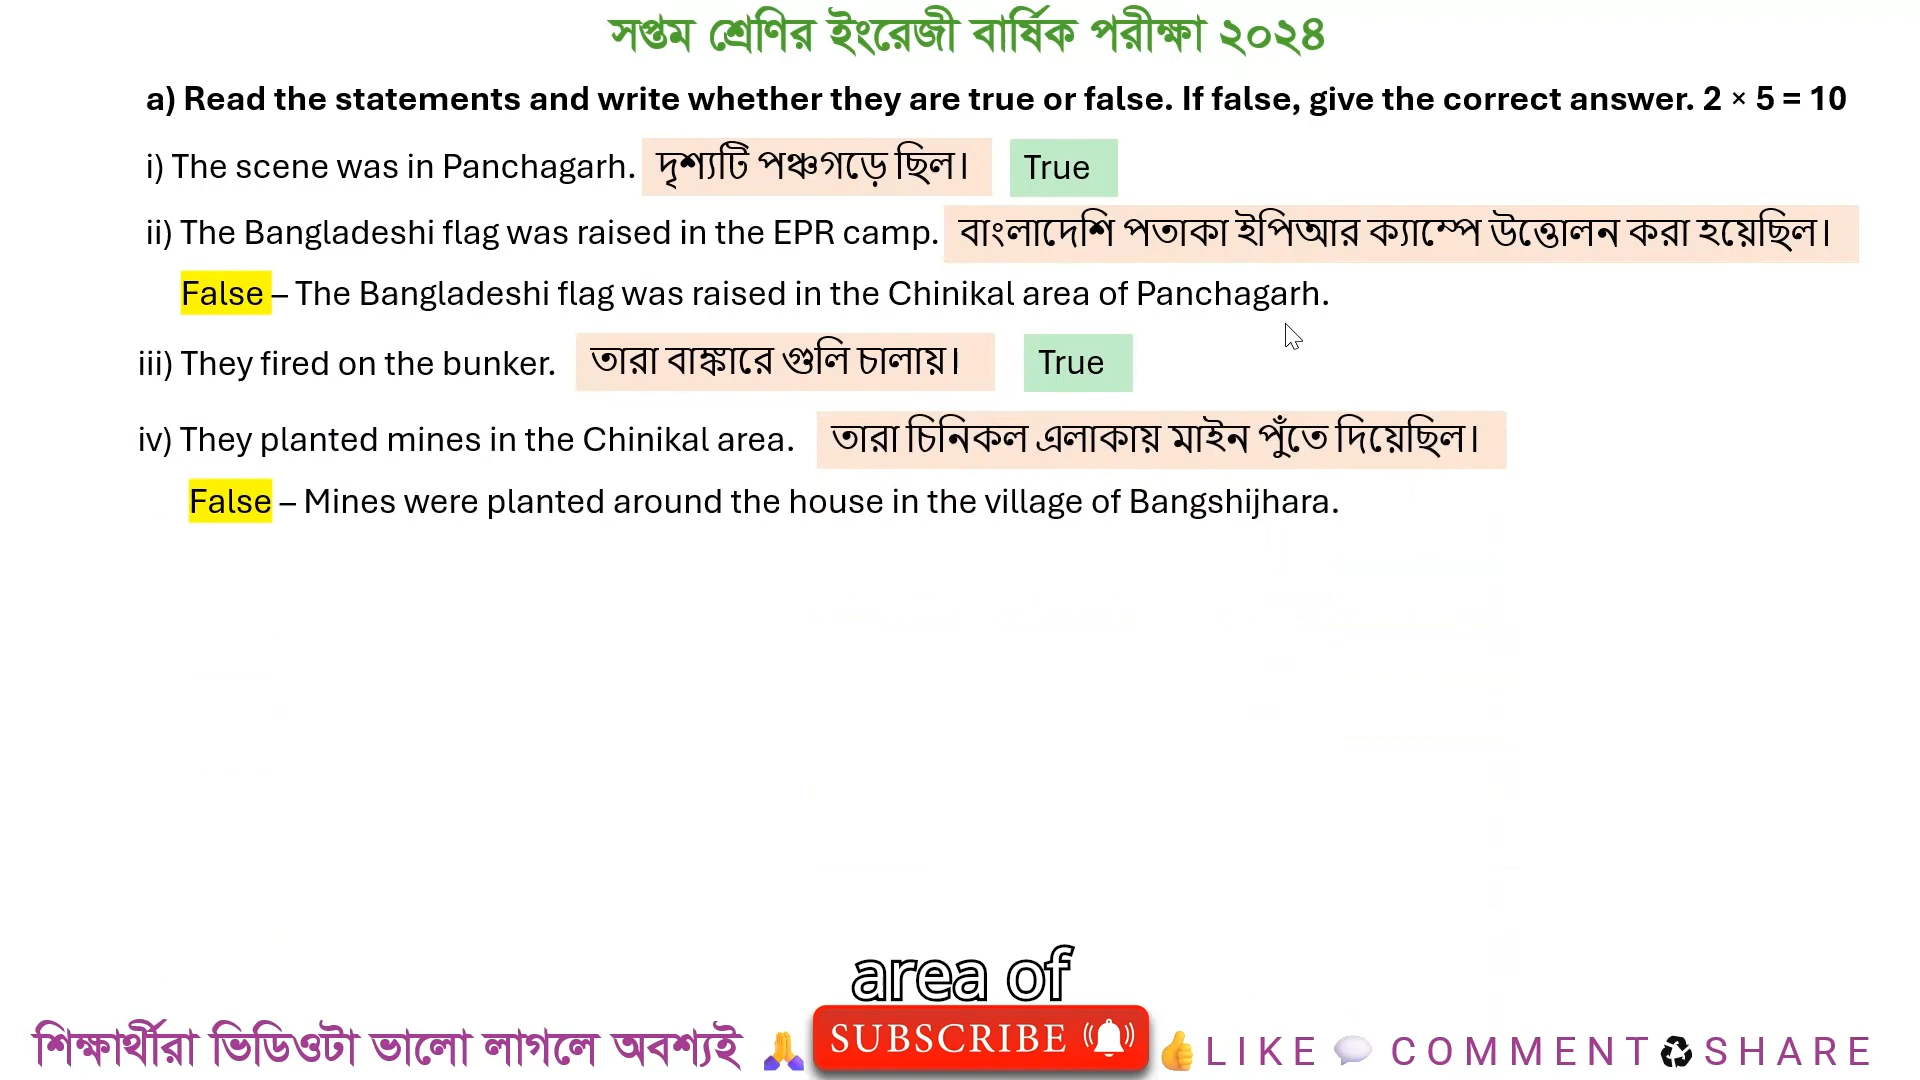 সপ্তম শ্রেণির ইংরেজী বার্ষিক পরীক্ষা ২০২৪
a) Read the statements and write whether they are true or false. If false, give the correct answer. 2 × 5 = 10
i) The scene was in Panchagarh. দৃশ্যটি পঞ্চগড়ে ছিল। True
ii) The Bangladeshi flag was raised in the EPR camp. বাংলাদেশি পতাকা ইপিআর ক্যাম্পে উত্তোলন করা হয়েছিল।
False – The Bangladeshi flag was raised in the Chinikal area of Panchagarh.
iii) They fired on the bunker. তারা বাঙ্কারে গুলি চালায়। True
iv) They planted mines in the Chinikal area. তারা চিনিকল এলাকায় মাইন পুঁতে দিয়েছিল।
False – Mines were planted around the house in the village of Bangshijhara.
area of
শিক্ষার্থীরা ভিডিওটা ভালো লাগলে অবশ্যই 🙏 SUBSCRIBE 👍 LIKE 💬 COMMENT ♻ SHARE